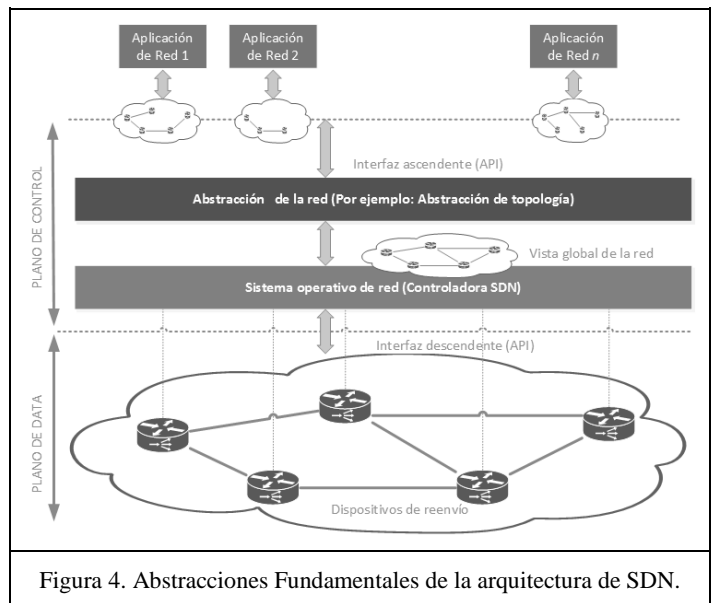 Aplicación
de Red 1
Aplicación
de Red 2
Aplicación
de Red n
Interfaz ascendente (API)
PLANO DE CONTROL
Abstracción de la red (Por ejemplo: Abstracción de topología)
Vista global de la red
Sistema operativo de red (Controladora SDN)
Interfaz descendente (API)
PLANO DE DATA
Dispositivos de reenvío
Figura 4. Abstracciones Fundamentales de la arquitectura de SDN.